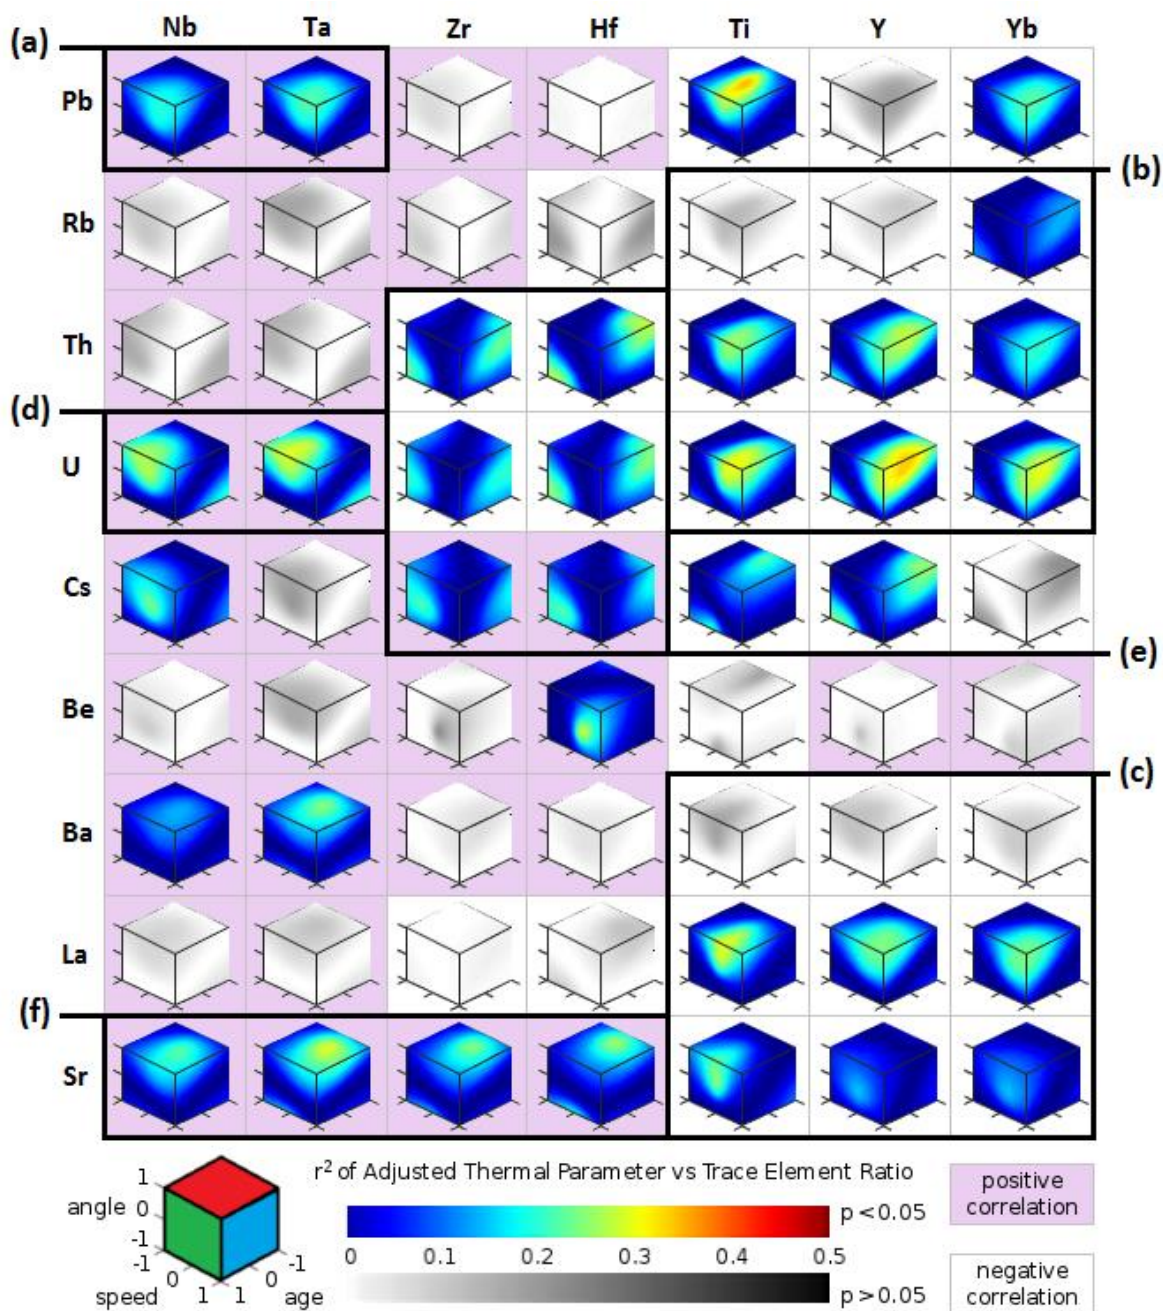 Nb Ta Zr Hf Ti Y Yb
(a)
Pb
(b)
Rb
Th
(d)
U
Cs
(e)
Be
(c)
Ba
La
(f)
Sr
r² of Adjusted Thermal Parameter vs Trace Element Ratio
positive
correlation
p<0.05
0 0.1 0.2 0.3 0.4 0.5
p>0.05
negative
correlation
angle
1
0
-1
-1
0
1
speed
1
0
-1
age